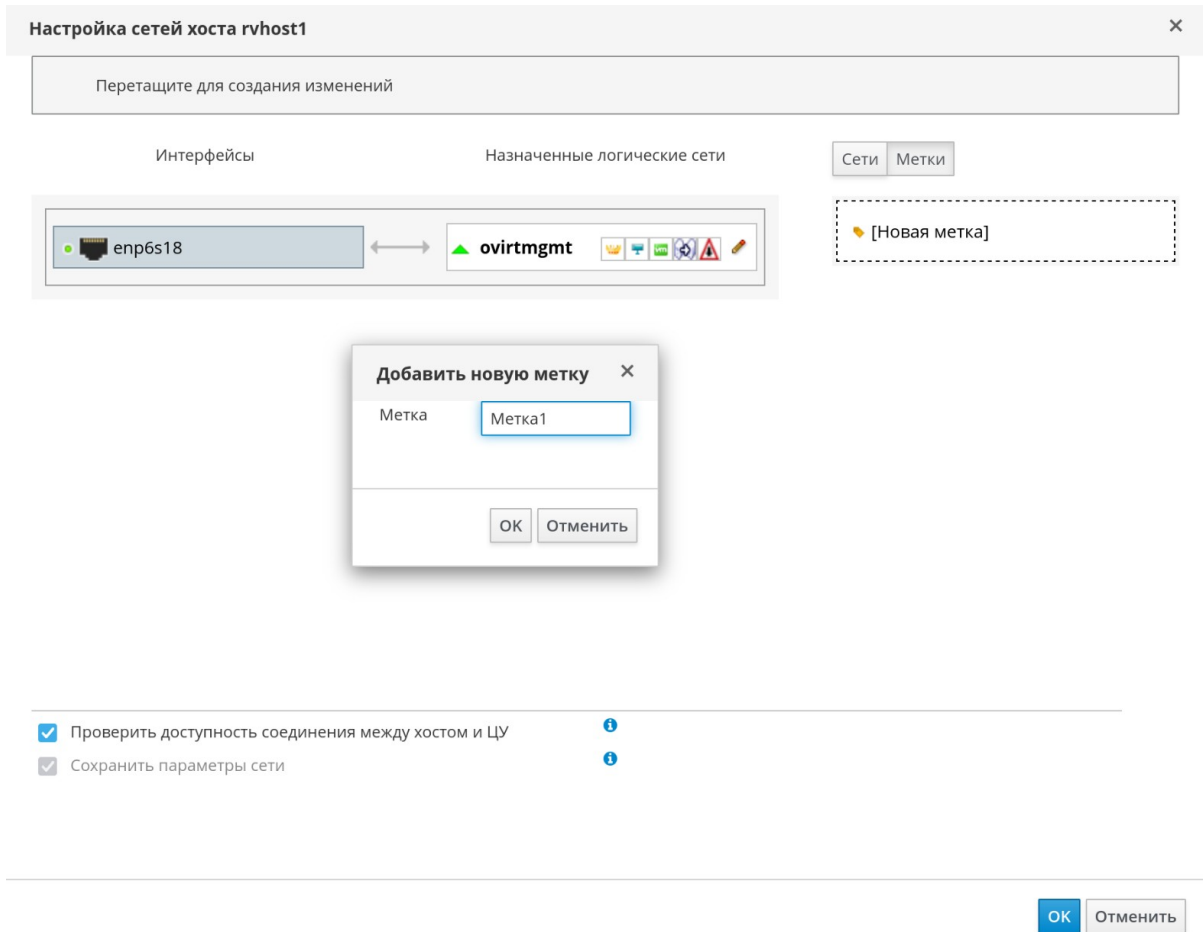 Настройка сетей хоста rvhost1
Перетащите для создания изменений
Интерфейсы
Назначенные логические сети
Сети
Метки
enp6s18
ovirtmgmt
vm
[Новая метка]
Добавить новую метку
Метка
Метка1
OK
Отменить
Проверить доступность соединения между хостом и ЦУ
Сохранить параметры сети
OK
Отменить